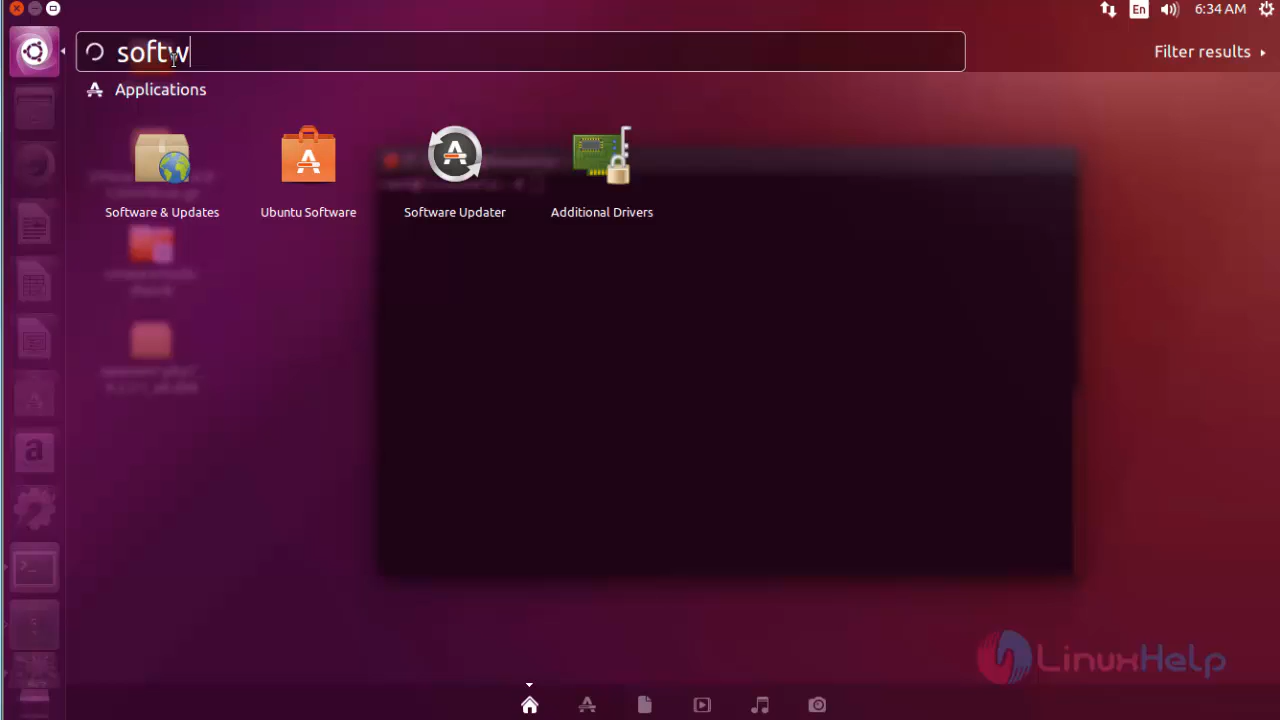 En
6:34 AM
softw
Filter results
Applications
Software & Updates
Ubuntu Software
Software Updater
Additional Drivers
LinuxHelp